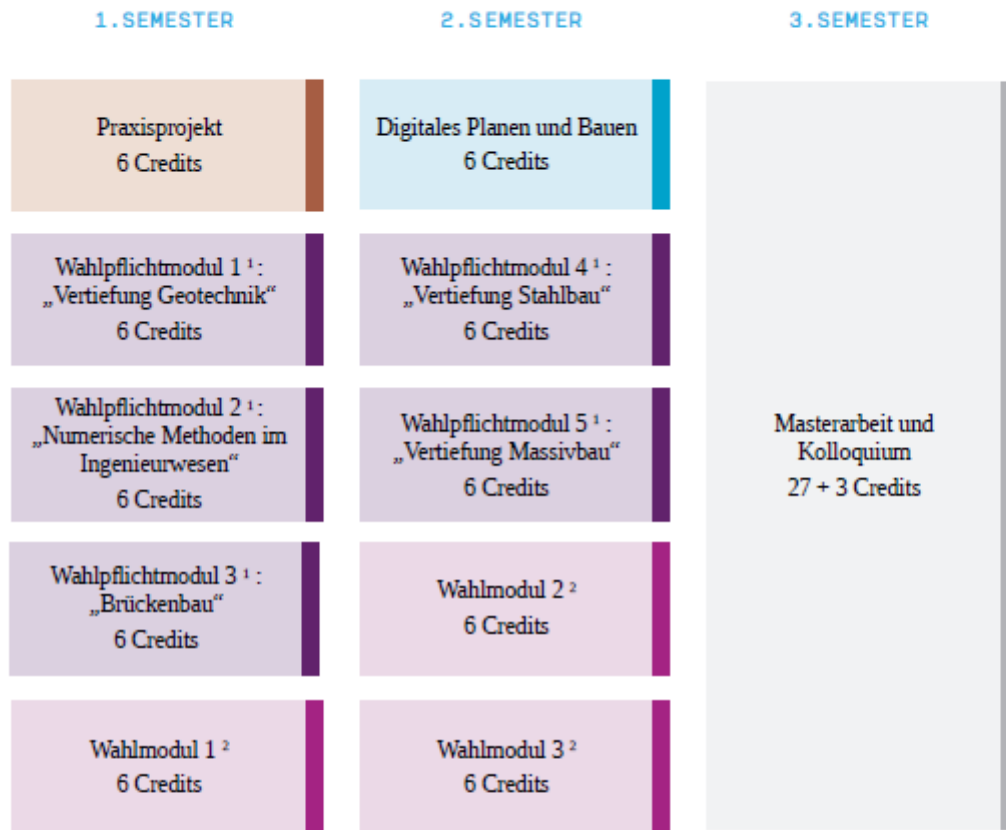 1.SEMESTER
2.SEMESTER
3.SEMESTER
Praxisprojekt
6 Credits
Wahlpflichtmodul 1 ¹ :
„Vertiefung Geotechnik“
6 Credits
Wahlpflichtmodul 2 ¹ :
„Numerische Methoden im
Ingenieurwesen“
6 Credits
Wahlpflichtmodul 3 ¹ :
„Brückenbau“
6 Credits
Wahlmodul 1 ²
6 Credits
Digitales Planen und Bauen
6 Credits
Wahlpflichtmodul 4 ¹ :
„Vertiefung Stahlbau“
6 Credits
Wahlpflichtmodul 5 ¹ :
„Vertiefung Massivbau“
6 Credits
Wahlmodul 2 ²
6 Credits
Wahlmodul 3 ²
6 Credits
Masterarbeit und
Kolloquium
27 + 3 Credits